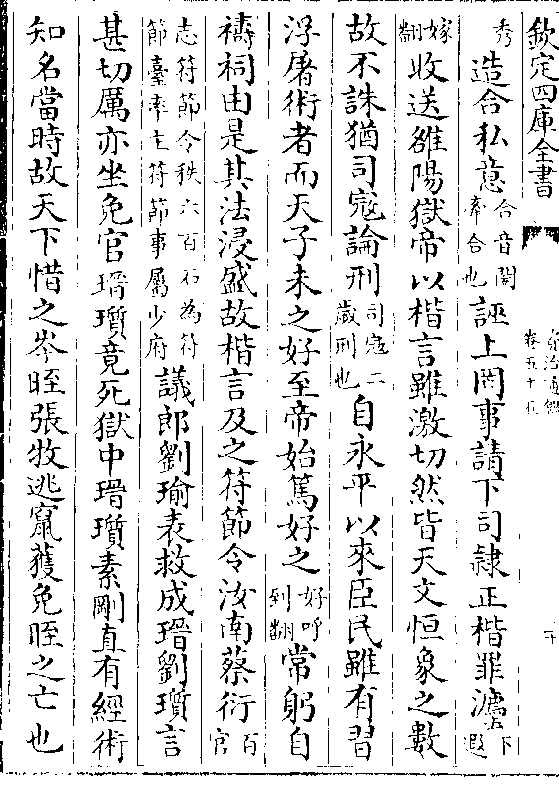 欽定四庫全書
資治通鑑
卷五十五
秀造合私意合音閤牽合也誣上罔事請下司隸正楷罪灋下遐
嫁翻收送雒陽獄帝以楷言雖激切然皆天文恒象之數
故不誅猶司寇論刑司寇二歲刑也自永平以來臣民雖有習
浮屠術者而天子未之好至帝始篤好之好呼到翻常躬自
禱祠由是其法浸盛故楷言及之符節令汝南蔡衍百官
志符節令秩六百石為符節臺率主符節事屬少府議郎劉瑜表救成瑨劉瓆言
甚切厲亦坐免官瑨瓆竟死獄中瑨瓆素剛直有經術
知名當時故天下惜之岑晊張牧逃竄獲免晊之亡也